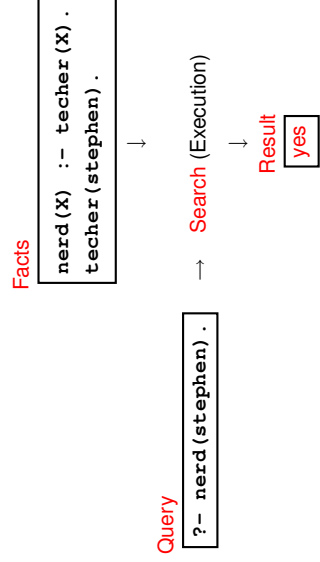 Facts
nerd(X) :- techer(X).
techer(stephen).
↓
Query
?- nerd(stephen).
→ Search (Execution)
↓
Result
yes